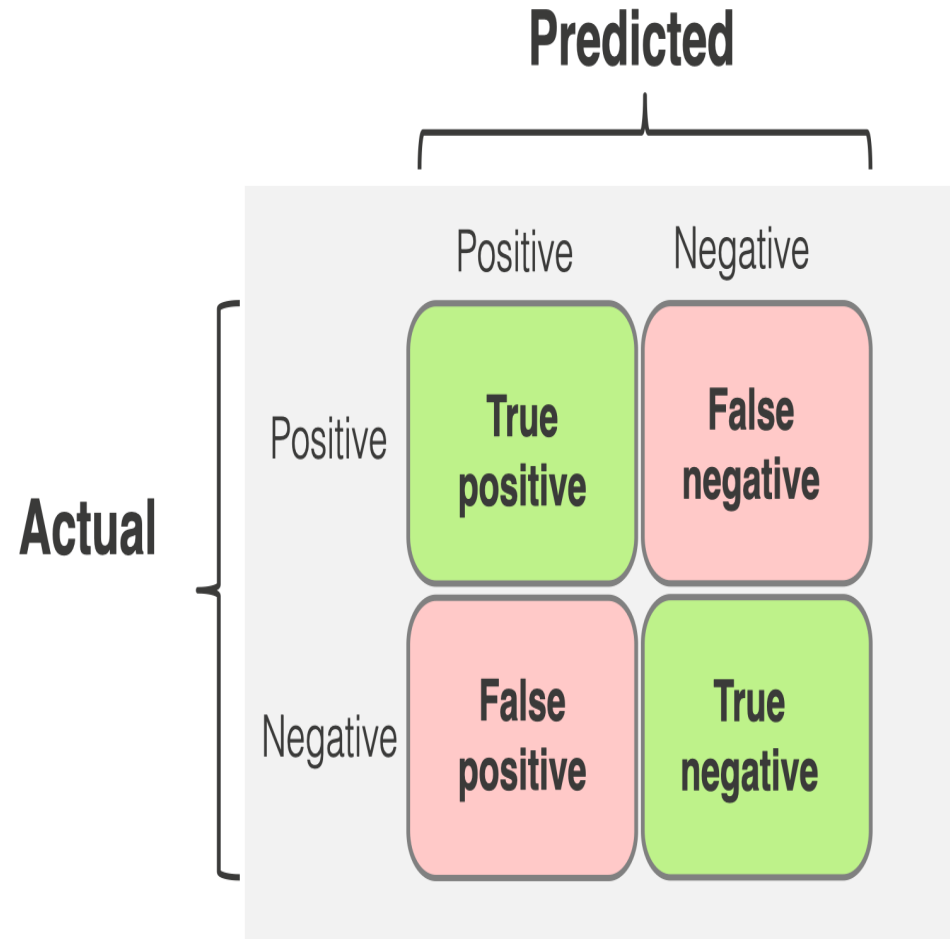 Predicted
Positive Negative
Positive
True
positive
False
negative
Actual
Negative
False
positive
True
negative